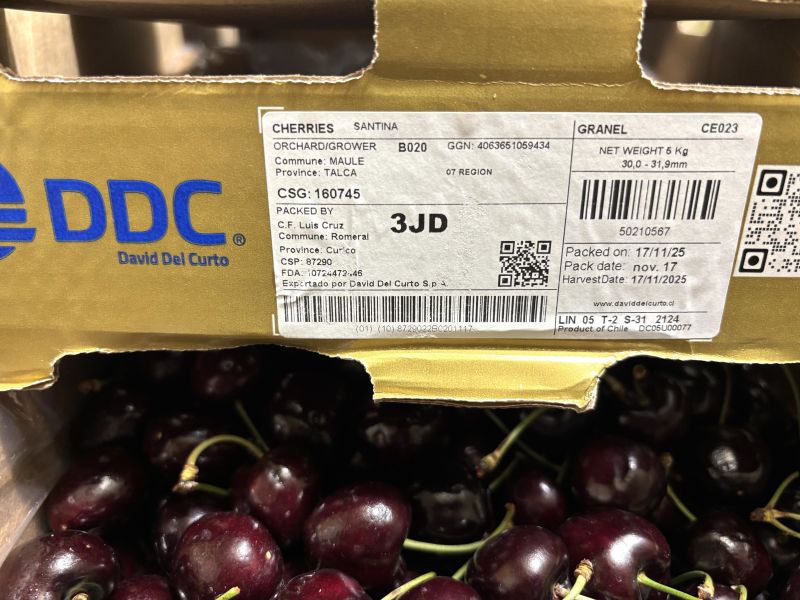 DDC®
David Del Curto
CHERRIES SANTINA
ORCHARD/GROWER B020 GGN: 4063651059434
Commune: MAULE
Province: TALCA 07 REGION
CSG: 160745
PACKED BY
3JD
C.F. Luis Cruz
Commune: Romeral
Province: Curico
CSP: 87290
FDA:
Exportado por David Del Curto S.p.A.
(01) (10) 8729022B0201117
GRANEL CE023
NET WEIGHT 5 Kg
30,0 - 31,9mm
50210567
Packed on: 17/11/25
Pack date: nov. 17
HarvestDate: 17/11/2025
www.daviddelcurto.cl
LIN 05 T-2 S-31 2124
Product of Chile DC05U00077